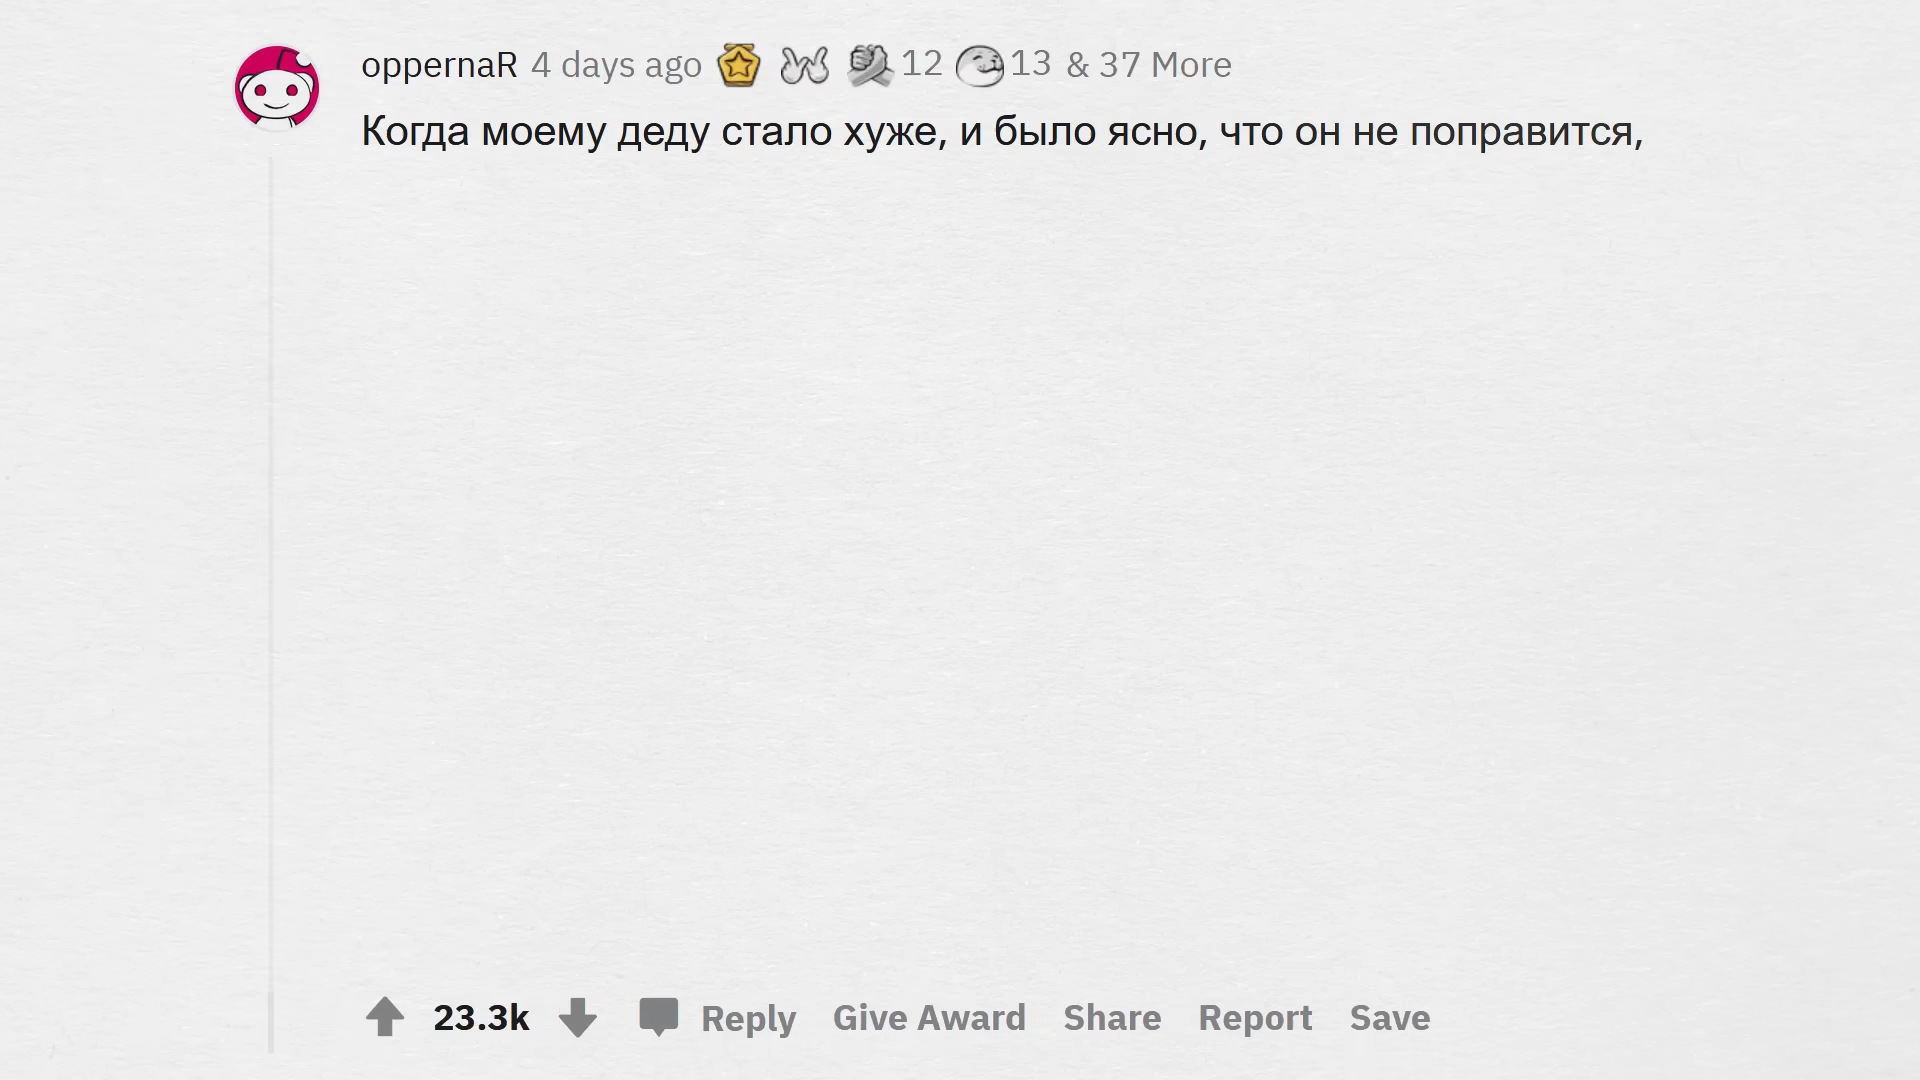 oppernaR 4 days ago 12 13 & 37 More
Когда моему деду стало хуже, и было ясно, что он не поправится,
23.3k Reply Give Award Share Report Save